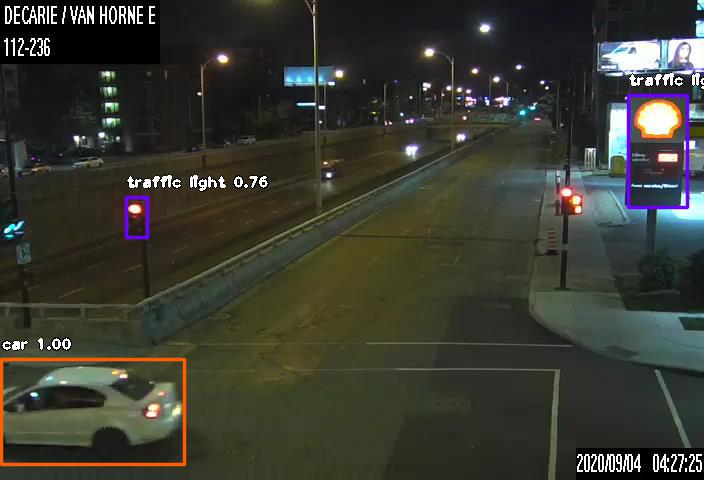 DECARIE / VAN HORNE E
112-236
traffic lig
traffic light 0.76
car 1.00
2020/09/04 04:27:25